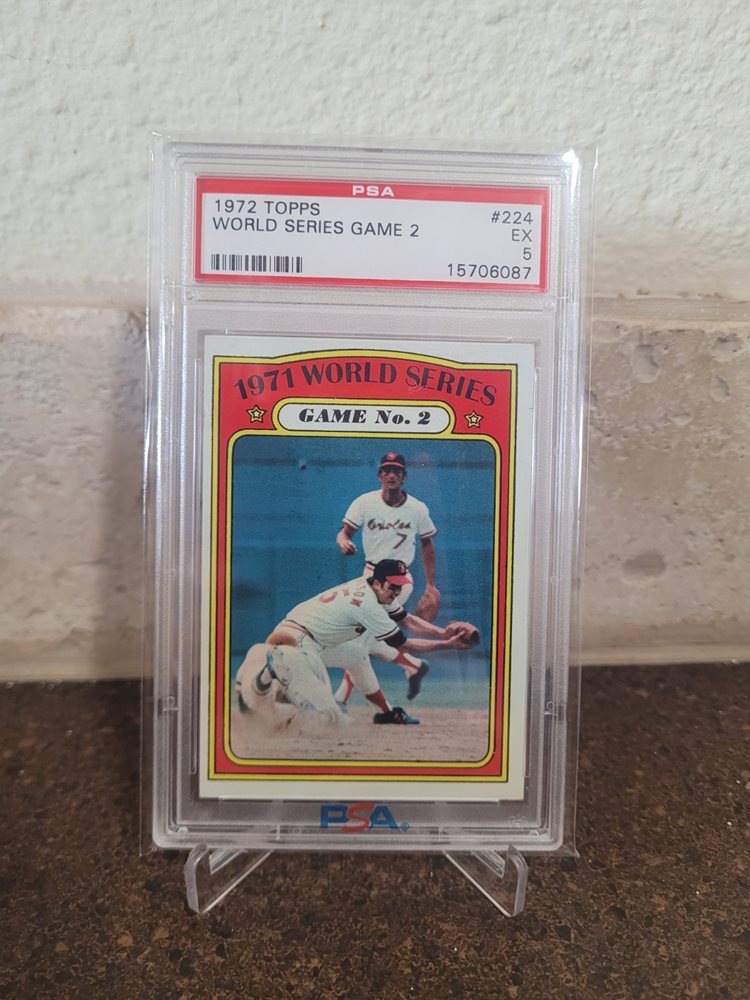 PSA
1972 TOPPS #224
WORLD SERIES GAME 2 EX
5
15706087
1971 WORLD SERIES
GAME No. 2
Orioles
7
5
PSA